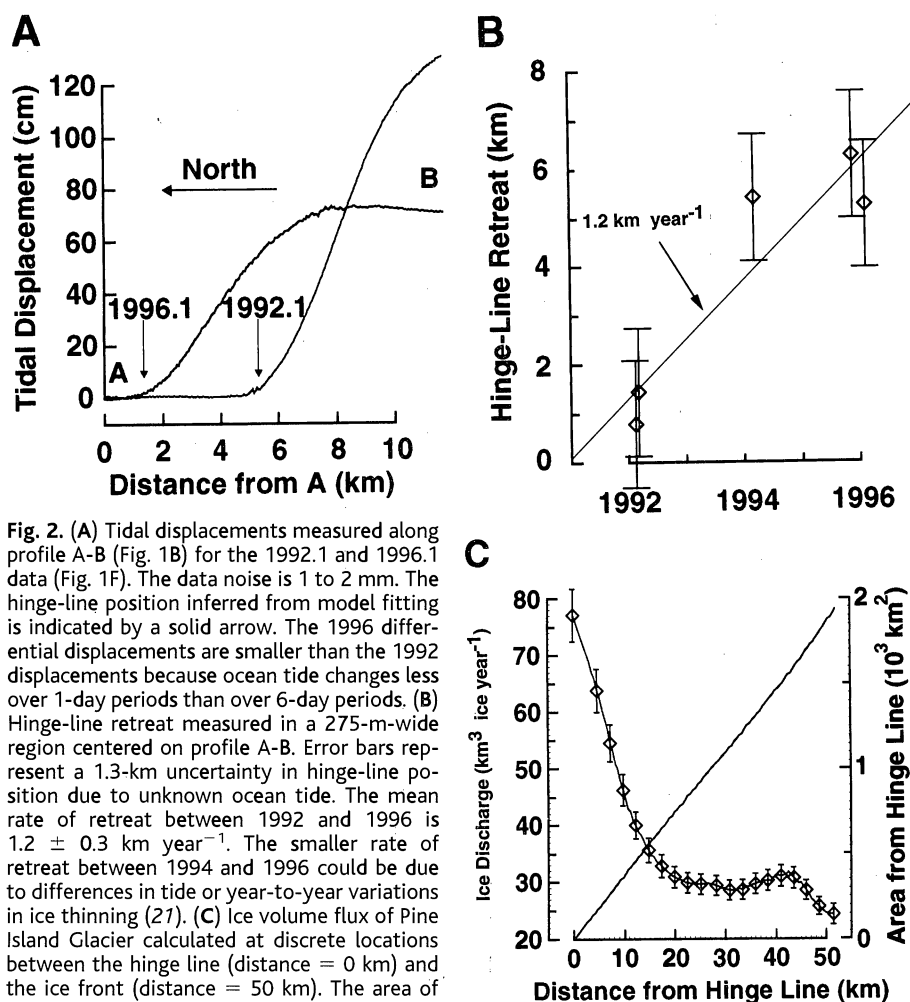 A
Tidal Displacement (cm)
120
100
80
60
40
20
0
North
B
1996.1
1992.1
A
0 2 4 6 8 10
Distance from A (km)
B
Hinge-Line Retreat (km)
8
6
4
2
0
1.2 km year-1
1992 1994 1996
Fig. 2. (A) Tidal displacements measured along
profile A-B (Fig. 1B) for the 1992.1 and 1996.1
data (Fig. 1F). The data noise is 1 to 2 mm. The
hinge-line position inferred from model fitting
is indicated by a solid arrow. The 1996 differ-
ential displacements are smaller than the 1992
displacements because ocean tide changes less
over 1-day periods than over 6-day periods. (B)
Hinge-line retreat measured in a 275-m-wide
region centered on profile A-B. Error bars rep-
resent a 1.3-km uncertainty in hinge-line po-
sition due to unknown ocean tide. The mean
rate of retreat between 1992 and 1996 is
1.2 ± 0.3 km year−1. The smaller rate of
retreat between 1994 and 1996 could be due
to differences in tide or year-to-year variations
in ice thinning (21). (C) Ice volume flux of Pine
Island Glacier calculated at discrete locations
between the hinge line (distance = 0 km) and
the ice front (distance = 50 km). The area of
C
Ice Discharge (km3 ice year-1)
80
70
60
50
40
30
20
2
1
0
Area from Hinge Line (103 km2)
0 10 20 30 40 50
Distance from Hinge Line (km)